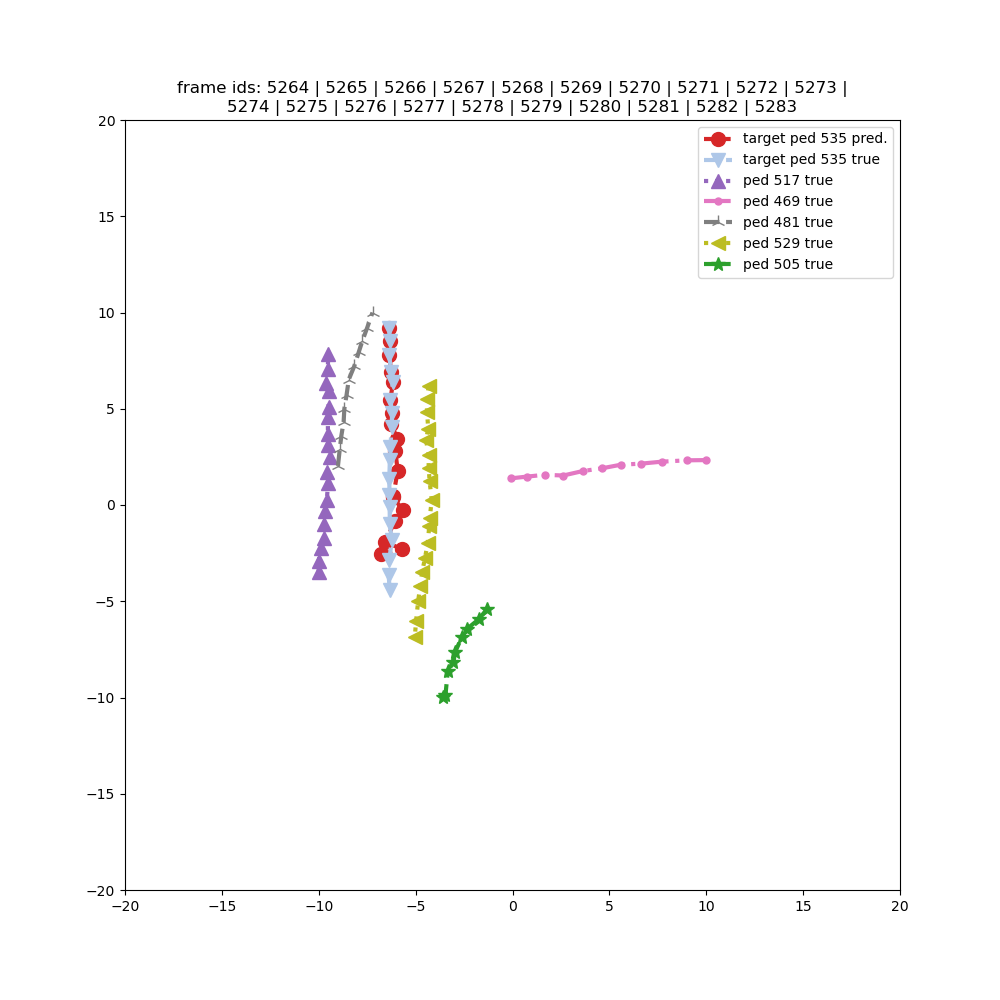 frame ids: 5264 | 5265 | 5266 | 5267 | 5268 | 5269 | 5270 | 5271 | 5272 | 5273 |
5274 | 5275 | 5276 | 5277 | 5278 | 5279 | 5280 | 5281 | 5282 | 5283
target ped 535 pred.
target ped 535 true
ped 517 true
ped 469 true
ped 481 true
ped 529 true
ped 505 true
20
15
10
5
0
−5
−10
−15
−20
−20 −15 −10 −5 0 5 10 15 20